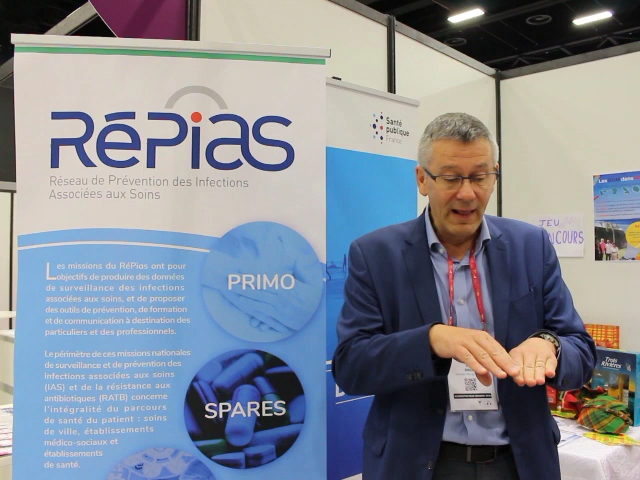 RéPiaS
Réseau de Prévention des Infections
Associées aux Soins
Les missions du RéPias ont pour
objectifs de produire des données
de surveillance des infections
associées aux soins, et de proposer
des outils de prévention, de formation
et de communication à destination des
particuliers et des professionnels.
Le périmètre de ces missions nationales
de surveillance et de prévention des
infections associées aux soins
(IAS) et de la résistance aux
antibiotiques (RATB) concerne
l'intégralité du parcours
de santé du patient : soins
de ville, établissements
médico-sociaux et
établissements
de santé.
PRIMO
SPARES
Santé
publique
France
JEU
CONCOURS
Les
Trois
Rivières